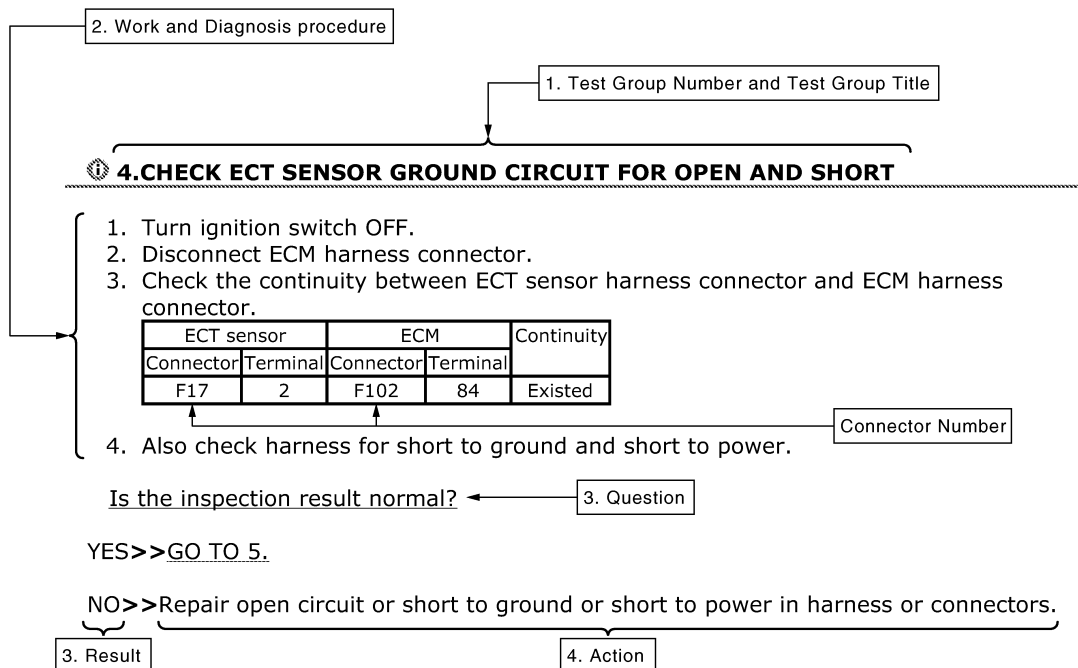 2. Work and Diagnosis procedure
1. Test Group Number and Test Group Title
4.CHECK ECT SENSOR GROUND CIRCUIT FOR OPEN AND SHORT
1. Turn ignition switch OFF.
2. Disconnect ECM harness connector.
3. Check the continuity between ECT sensor harness connector and ECM harness
connector.
ECT sensor ECM Continuity
Connector Terminal Connector Terminal
F17 2 F102 84 Existed
Connector Number
4. Also check harness for short to ground and short to power.
Is the inspection result normal?
3. Question
YES>>GO TO 5.
NO>>Repair open circuit or short to ground or short to power in harness or connectors.
3. Result
4. Action